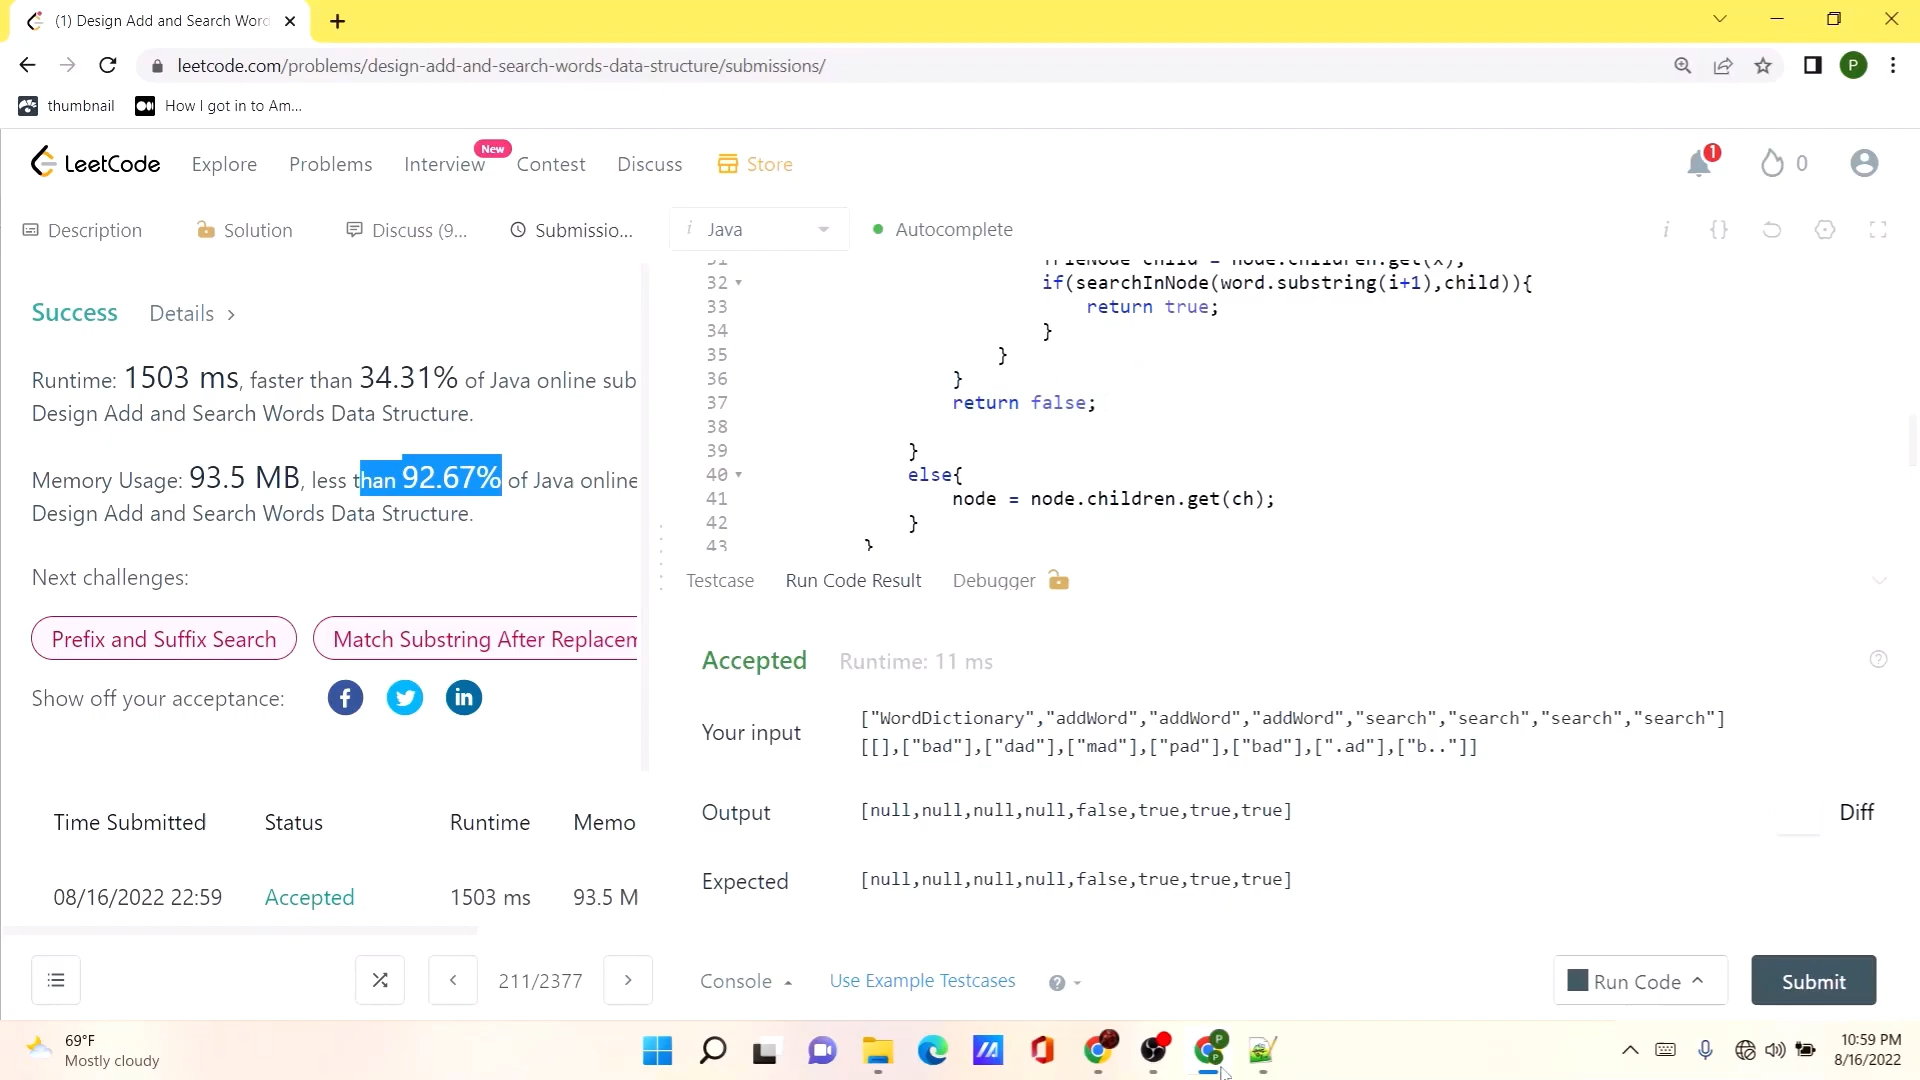 (1) Design Add and Search Word
leetcode.com/problems/design-add-and-search-words-data-structure/submissions/
P
thumbnail
How I got in to Am...
LeetCode
Explore
Problems
Interview
New
Contest
Discuss
Store
1
0
Description
Solution
Discuss (9...
Submissio...
i Java
Autocomplete
i {}
Success
Details >
Runtime: 1503 ms, faster than 34.31% of Java online sub
Design Add and Search Words Data Structure.
Memory Usage: 93.5 MB, less than 92.67% of Java online
Design Add and Search Words Data Structure.
Next challenges:
Prefix and Suffix Search
Match Substring After Replacem
Show off your acceptance:
Time Submitted Status Runtime Memo
08/16/2022 22:59 Accepted 1503 ms 93.5 M
211/2377
31 TrieNode child = node.children.get(x);
32 if(searchInNode(word.substring(i+1),child)){
33 return true;
34 }
35 }
36 }
37 return false;
38
39 }
40 else{
41 node = node.children.get(ch);
42 }
43 }
Testcase
Run Code Result
Debugger
Accepted
Runtime: 11 ms
Your input
["WordDictionary","addWord","addWord","addWord","search","search","search","search"]
[[],["bad"],["dad"],["mad"],["pad"],["bad"],[".ad"],["b.."]]
Output
[null,null,null,null,false,true,true,true]
Diff
Expected
[null,null,null,null,false,true,true,true]
Console
Use Example Testcases
Run Code
Submit
69°F
Mostly cloudy
10:59 PM
8/16/2022